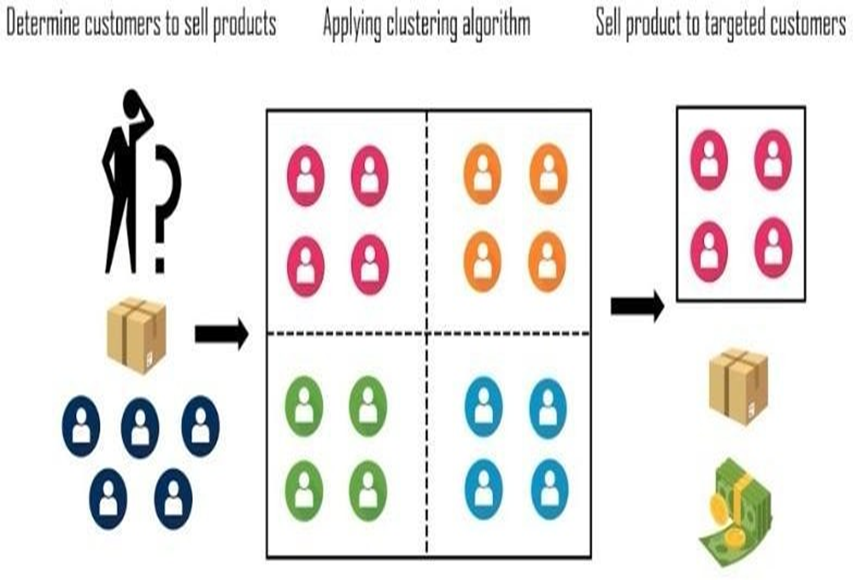 Determine customers to sell products
Applying clustering algorithm
Sell product to targeted customers